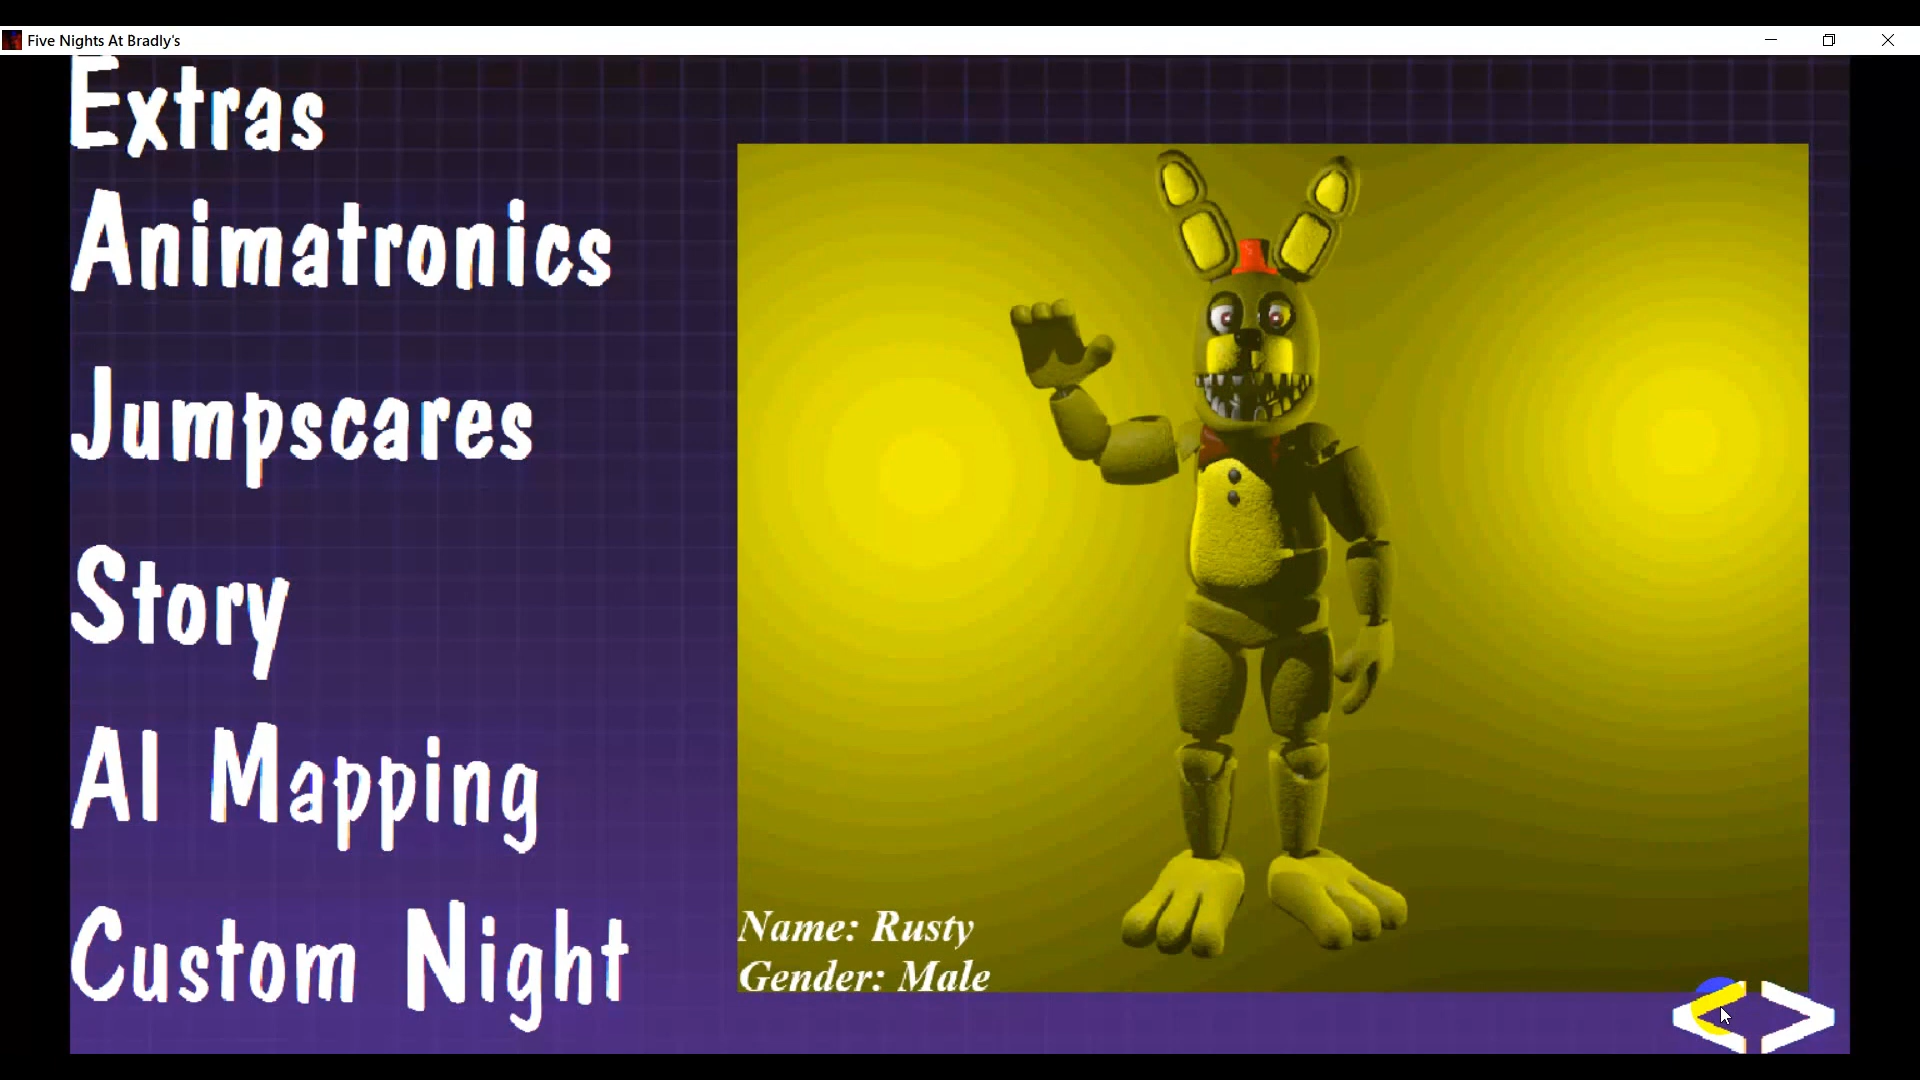 Five Nights At Bradly's
Extras
Animatronics
Jumpscares
Story
AI Mapping
Custom Night
Name: Rusty
Gender: Male
< >